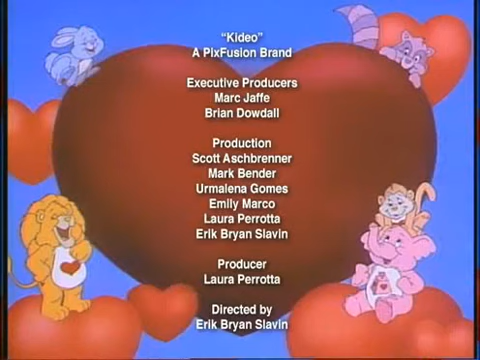 “Kideo”
A PixFusion Brand
Executive Producers
Marc Jaffe
Brian Dowdall
Production
Scott Aschbrenner
Mark Bender
Urmalena Gomes
Emily Marco
Laura Perrotta
Erik Bryan Slavin
Producer
Laura Perrotta
Directed by
Erik Bryan Slavin